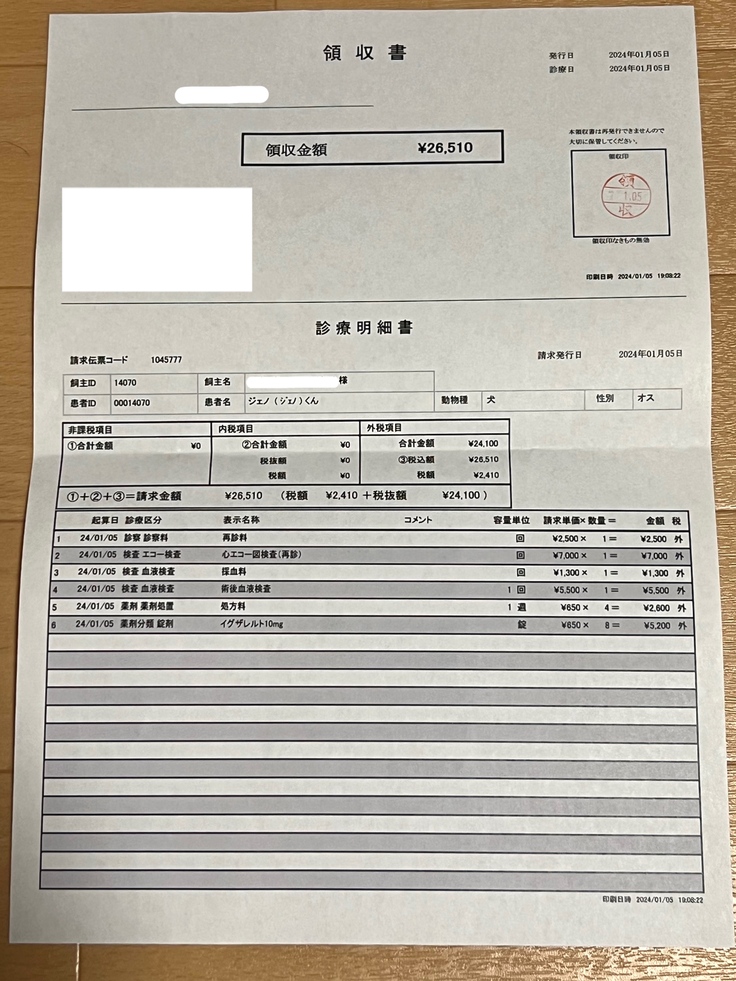 領収書
発行日 2024年01月05日
診療日 2024年01月05日
領収金額 ¥26,510
本領収書は再発行できませんので
大切に保管してください。
領収印
領
1.05
収
領収印なきもの無効
印刷日時 2024/01/05 19:08:22
診療明細書
請求伝票コード 1045777
請求発行日 2024年01月05日
飼主ID 14070 飼主名 様
患者ID 00014070 患者名 ジェノ(ジェノ)くん 動物種 犬 性別 オス
非課税項目 内税項目 外税項目
①合計金額 ¥0 ②合計金額 ¥0 合計金額 ¥24,100
税抜額 ¥0 ③税込額 ¥26,510
税額 ¥0 税額 ¥2,410
①+②+③=請求金額 ¥26,510 (税額 ¥2,410 +税抜額 ¥24,100 )
起算日 診療区分 表示名称 コメント 容量単位 請求単価×数量= 金額 税
1 24/01/05 診察 診察料 再診料 回 ¥2,500× 1= ¥2,500 外
2 24/01/05 検査 エコー検査 心エコー図検査(再診) 回 ¥7,000× 1= ¥7,000 外
3 24/01/05 検査 血液検査 採血料 回 ¥1,300× 1= ¥1,300 外
4 24/01/05 検査 血液検査 術後血液検査 1 回 ¥5,500× 1= ¥5,500 外
5 24/01/05 薬剤 薬剤処置 処方料 1 週 ¥650× 4= ¥2,600 外
6 24/01/05 薬剤分類 錠剤 イグザレルト10mg 錠 ¥650× 8= ¥5,200 外
印刷日時 2024/01/05 19:08:22